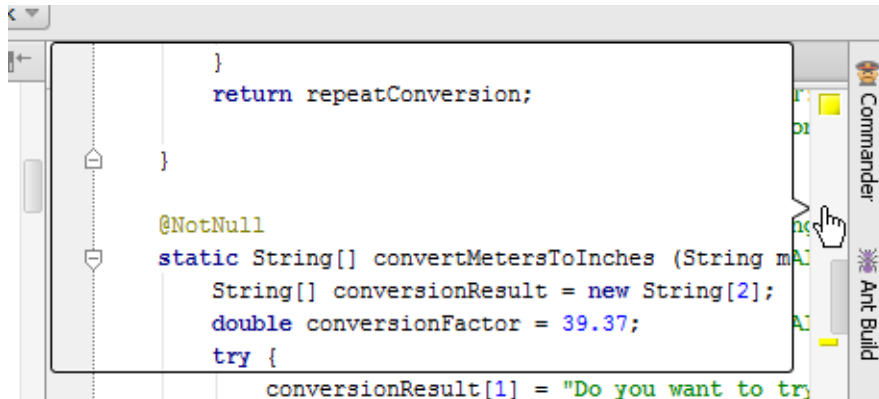 }
return repeatConversion;
}
@NotNull
static String[] convertMetersToInches (String m
String[] conversionResult = new String[2];
double conversionFactor = 39.37;
try {
conversionResult[1] = "Do you want to try
Commander
Ant Build